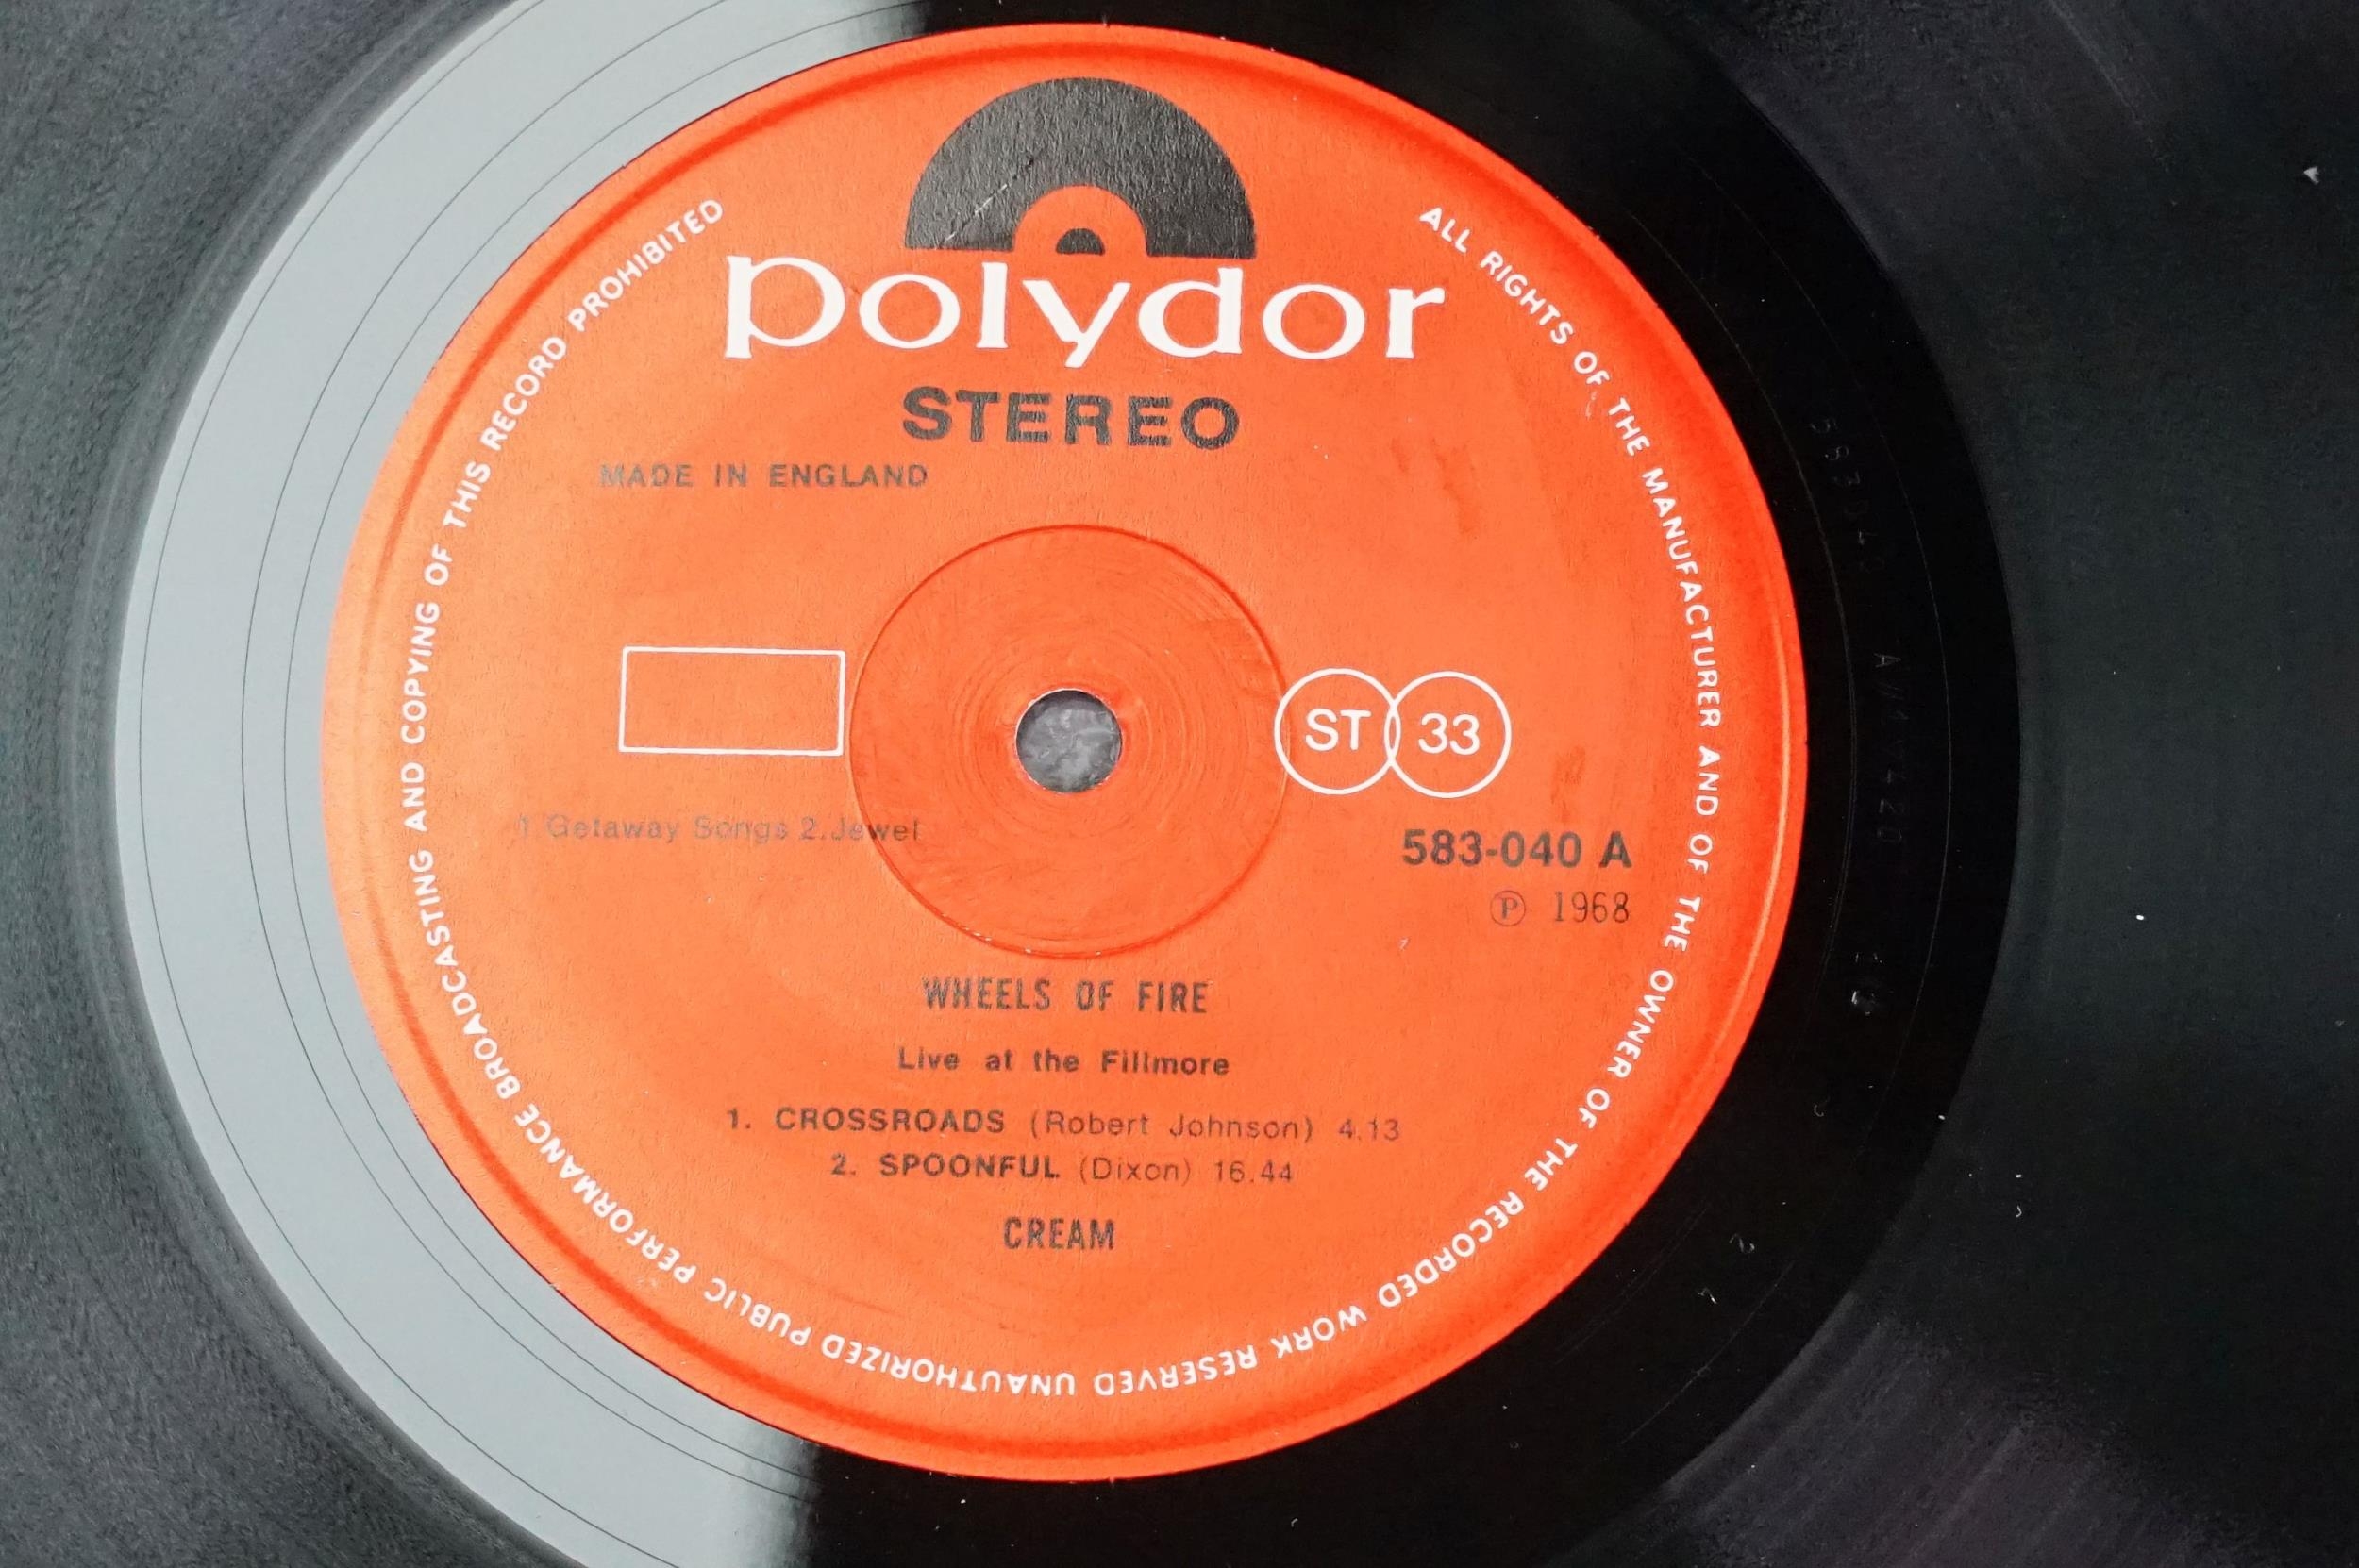 polydor
STEREO
MADE IN ENGLAND
ST 33
1 Getaway Songs 2. Jewel
583-040 A
Ⓟ 1968
WHEELS OF FIRE
Live at the Fillmore
1. CROSSROADS (Robert Johnson) 4.13
2. SPOONFUL (Dixon) 16.44
CREAM
ALL RIGHTS OF THE MANUFACTURER AND OF THE OWNER OF THE RECORDED WORK RESERVED UNAUTHORIZED PUBLIC PERFORMANCE BROADCASTING AND COPYING OF THIS RECORD PROHIBITED